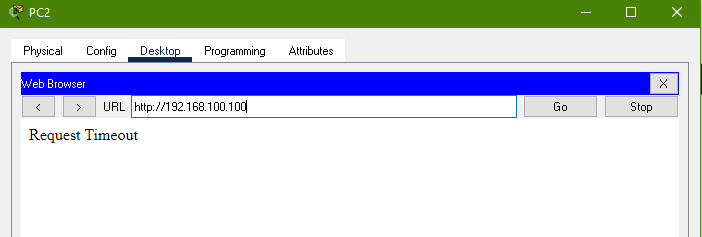 PC2
Physical Config Desktop Programming Attributes
Web Browser X
< > URL http://192.168.100.100 Go Stop
Request Timeout